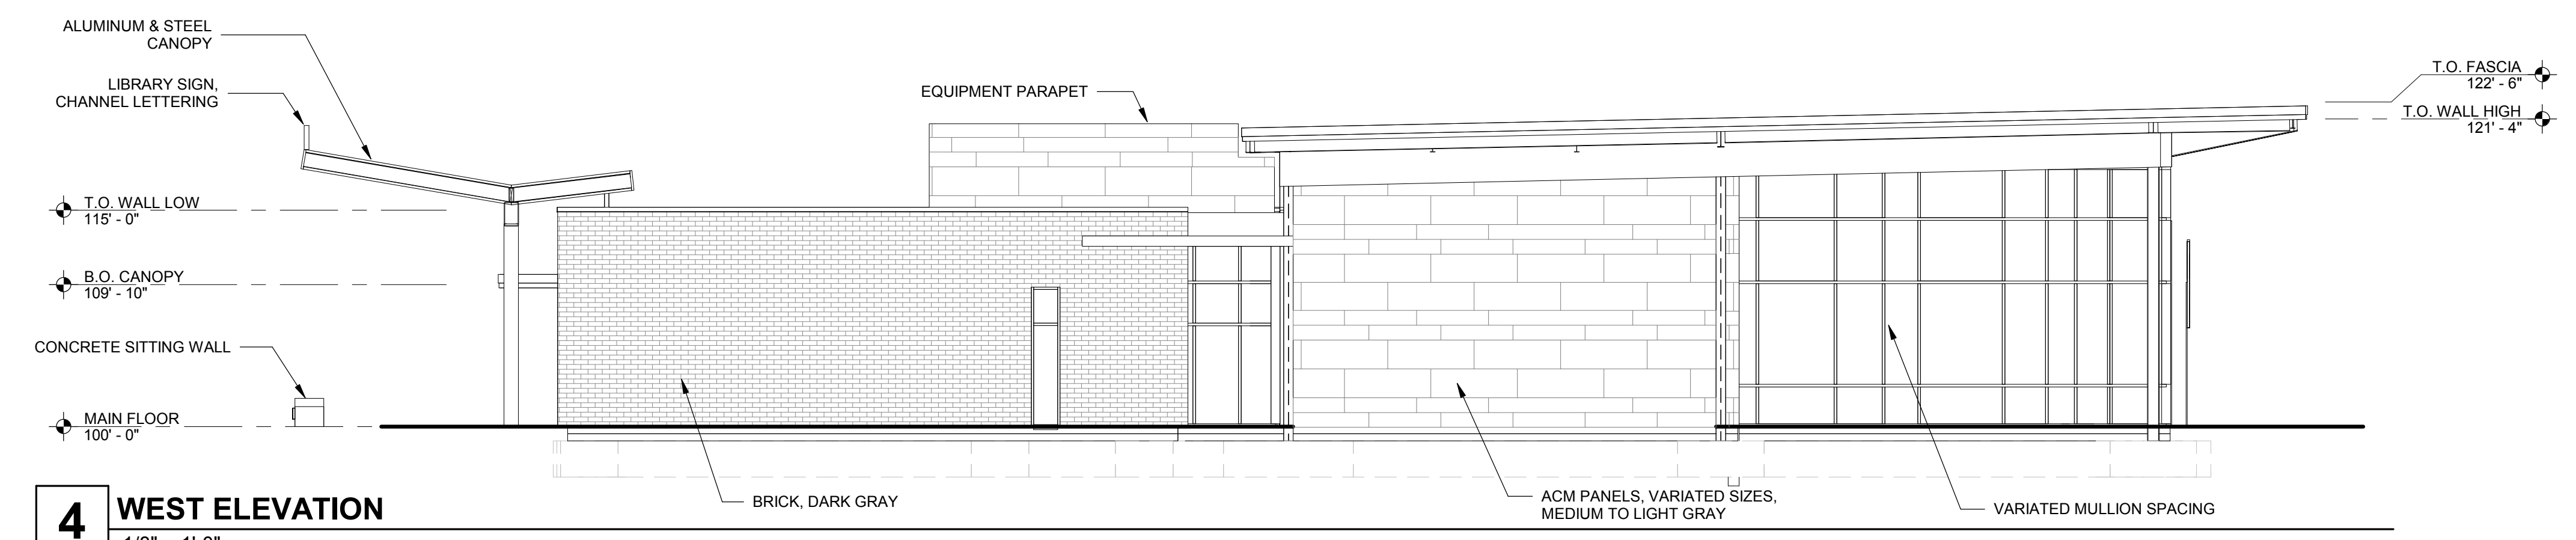 ALUMINUM & STEEL
CANOPY
LIBRARY SIGN,
CHANNEL LETTERING
EQUIPMENT PARAPET
T.O. FASCIA
122' - 6"
T.O. WALL HIGH
121' - 4"
T.O. WALL LOW
115' - 0"
B.O. CANOPY
109' - 10"
CONCRETE SITTING WALL
MAIN FLOOR
100' - 0"
BRICK, DARK GRAY
ACM PANELS, VARIATED SIZES,
MEDIUM TO LIGHT GRAY
VARIATED MULLION SPACING
4
WEST ELEVATION